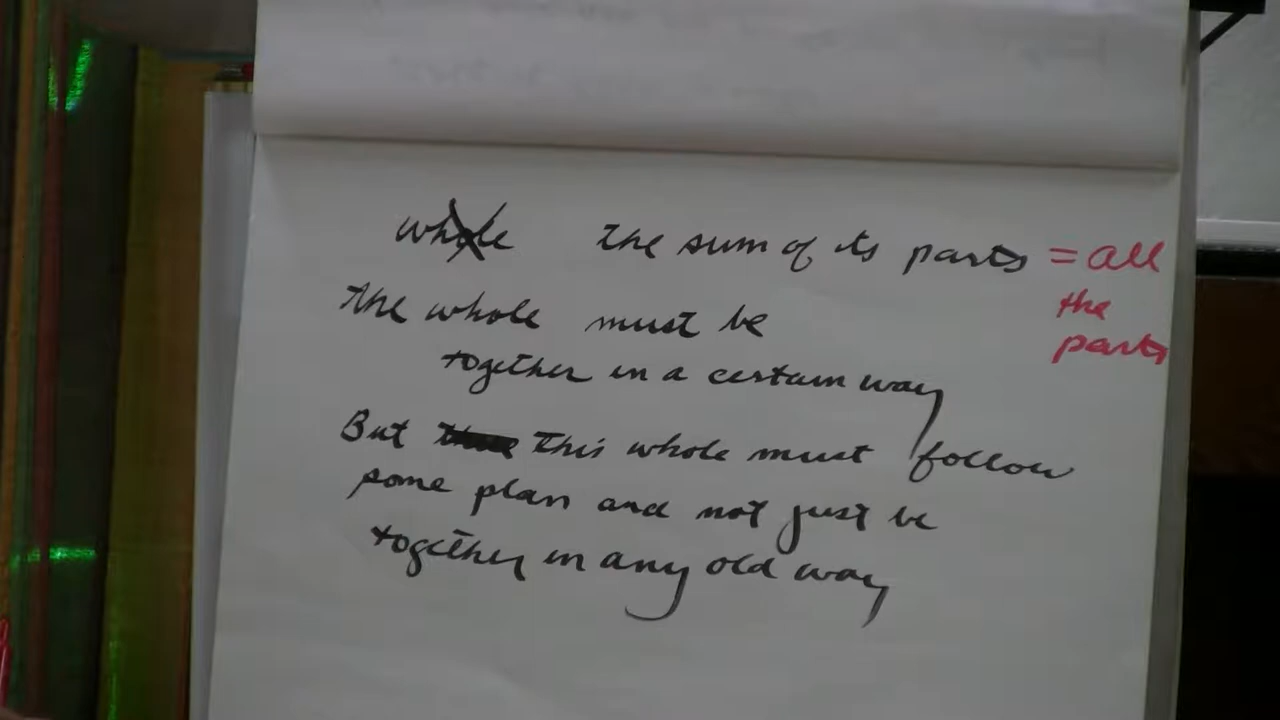 whole the sum of its parts = all
the
parts
The whole must be
together in a certain way
But this whole must follow
some plan and not just be
together in any old way